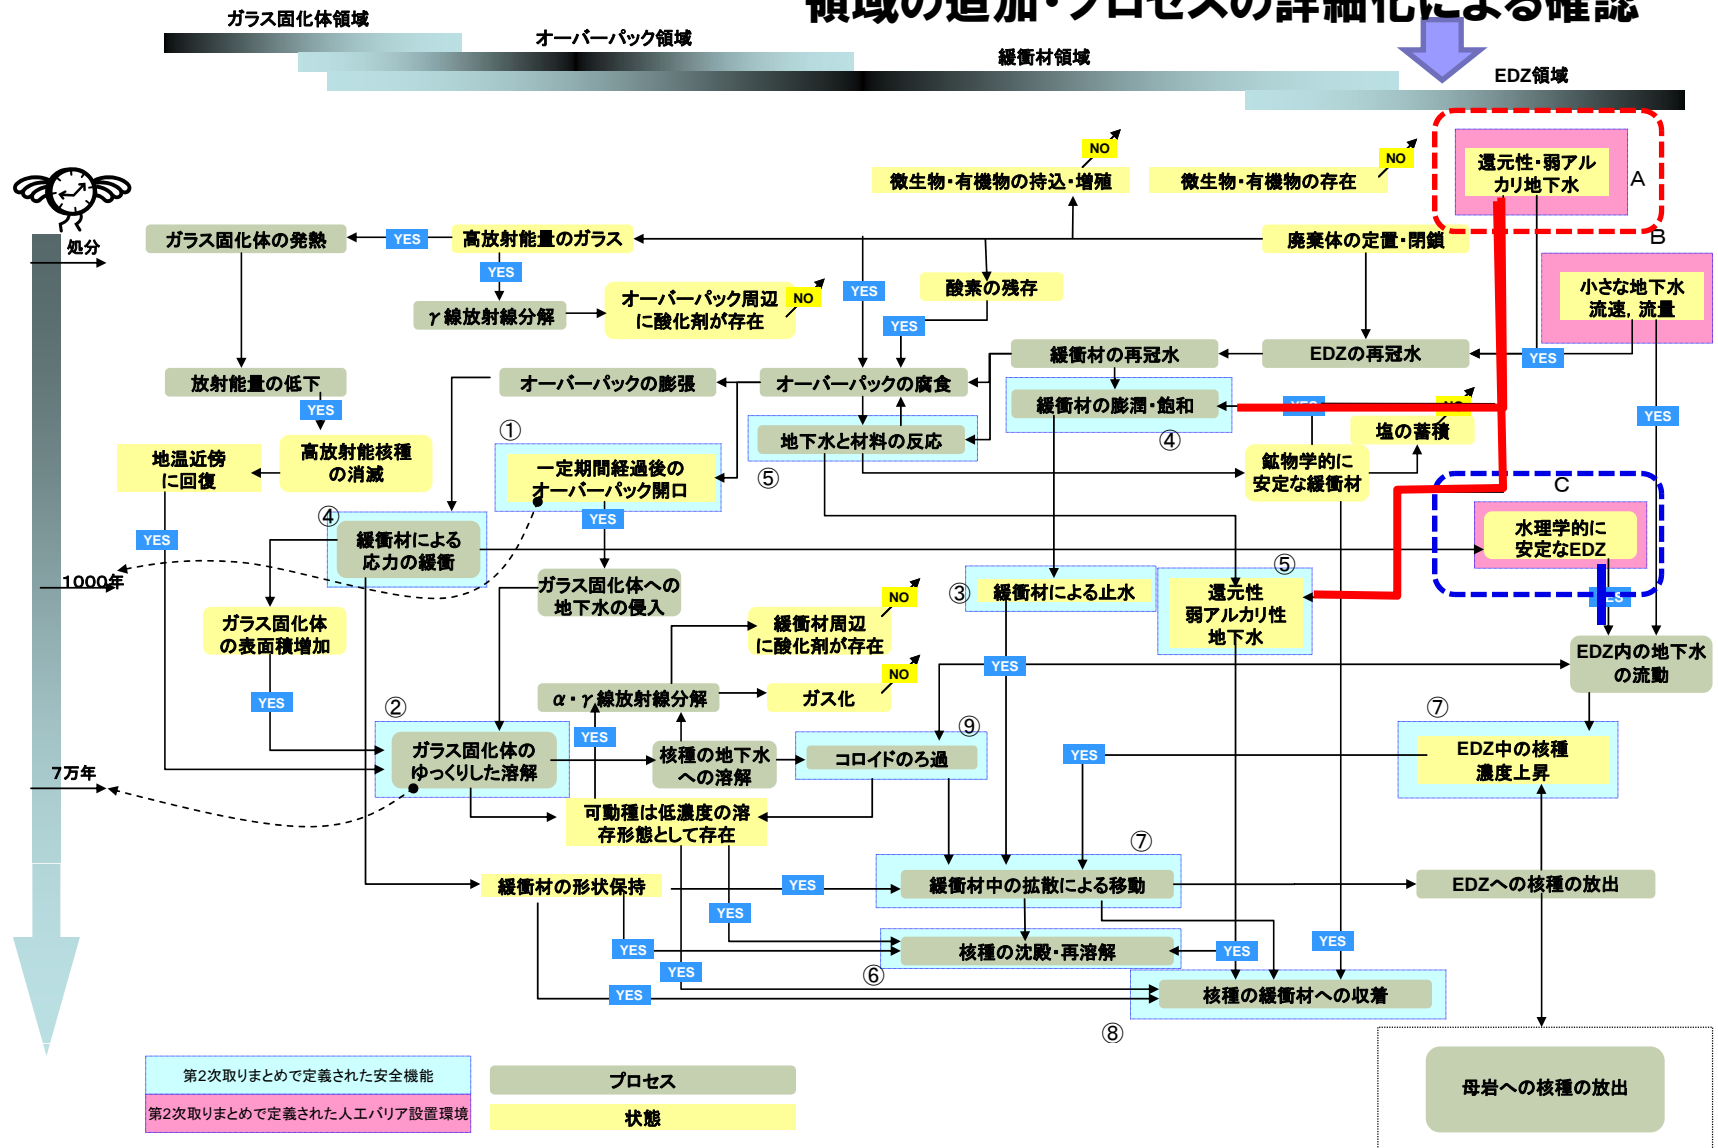 領域の追加・プロセスの詳細化による確認
ガラス固化体領域
オーバーパック領域
緩衝材領域
EDZ領域
還元性・弱アル
カリ地下水
A
NO
NO
微生物・有機物の持込・増殖
微生物・有機物の存在
処分
ガラス固化体の発熱
YES
高放射能量のガラス
廃棄体の定置・閉鎖
B
YES
γ線放射線分解
オーバーパック周辺
に酸化剤が存在
NO
YES
酸素の残存
YES
小さな地下水
流速，流量
緩衝材の再冠水
EDZの再冠水
YES
放射能量の低下
YES
オーバーパックの膨張
オーバーパックの腐食
緩衝材の膨潤・飽和
④
YES
NO
YES
塩の蓄積
地温近傍
に回復
高放射能核種
の消滅
①
一定期間経過後の
オーバーパック開口
地下水と材料の反応
⑤
鉱物学的に
安定な緩衝材
C
水理学的に
安定なEDZ
YES
④
緩衝材による
応力の緩衝
YES
1000年
ガラス固化体への
地下水の侵入
NO
③
緩衝材による止水
⑤
還元性
弱アルカリ性
地下水
YES
ガラス固化体
の表面積増加
緩衝材周辺
に酸化剤が存在
YES
EDZ内の地下水
の流動
YES
α・γ線放射線分解
ガス化
NO
②
ガラス固化体の
ゆっくりした溶解
YES
核種の地下水
への溶解
⑨
コロイドのろ過
YES
⑦
EDZ中の核種
濃度上昇
7万年
可動種は低濃度の溶
存形態として存在
⑦
緩衝材の形状保持
YES
緩衝材中の拡散による移動
EDZへの核種の放出
YES
YES
核種の沈殿・再溶解
YES
YES
⑥
YES
YES
核種の緩衝材への収着
⑧
第2次取りまとめで定義された安全機能
プロセス
第2次取りまとめで定義された人工バリア設置環境
状態
母岩への核種の放出